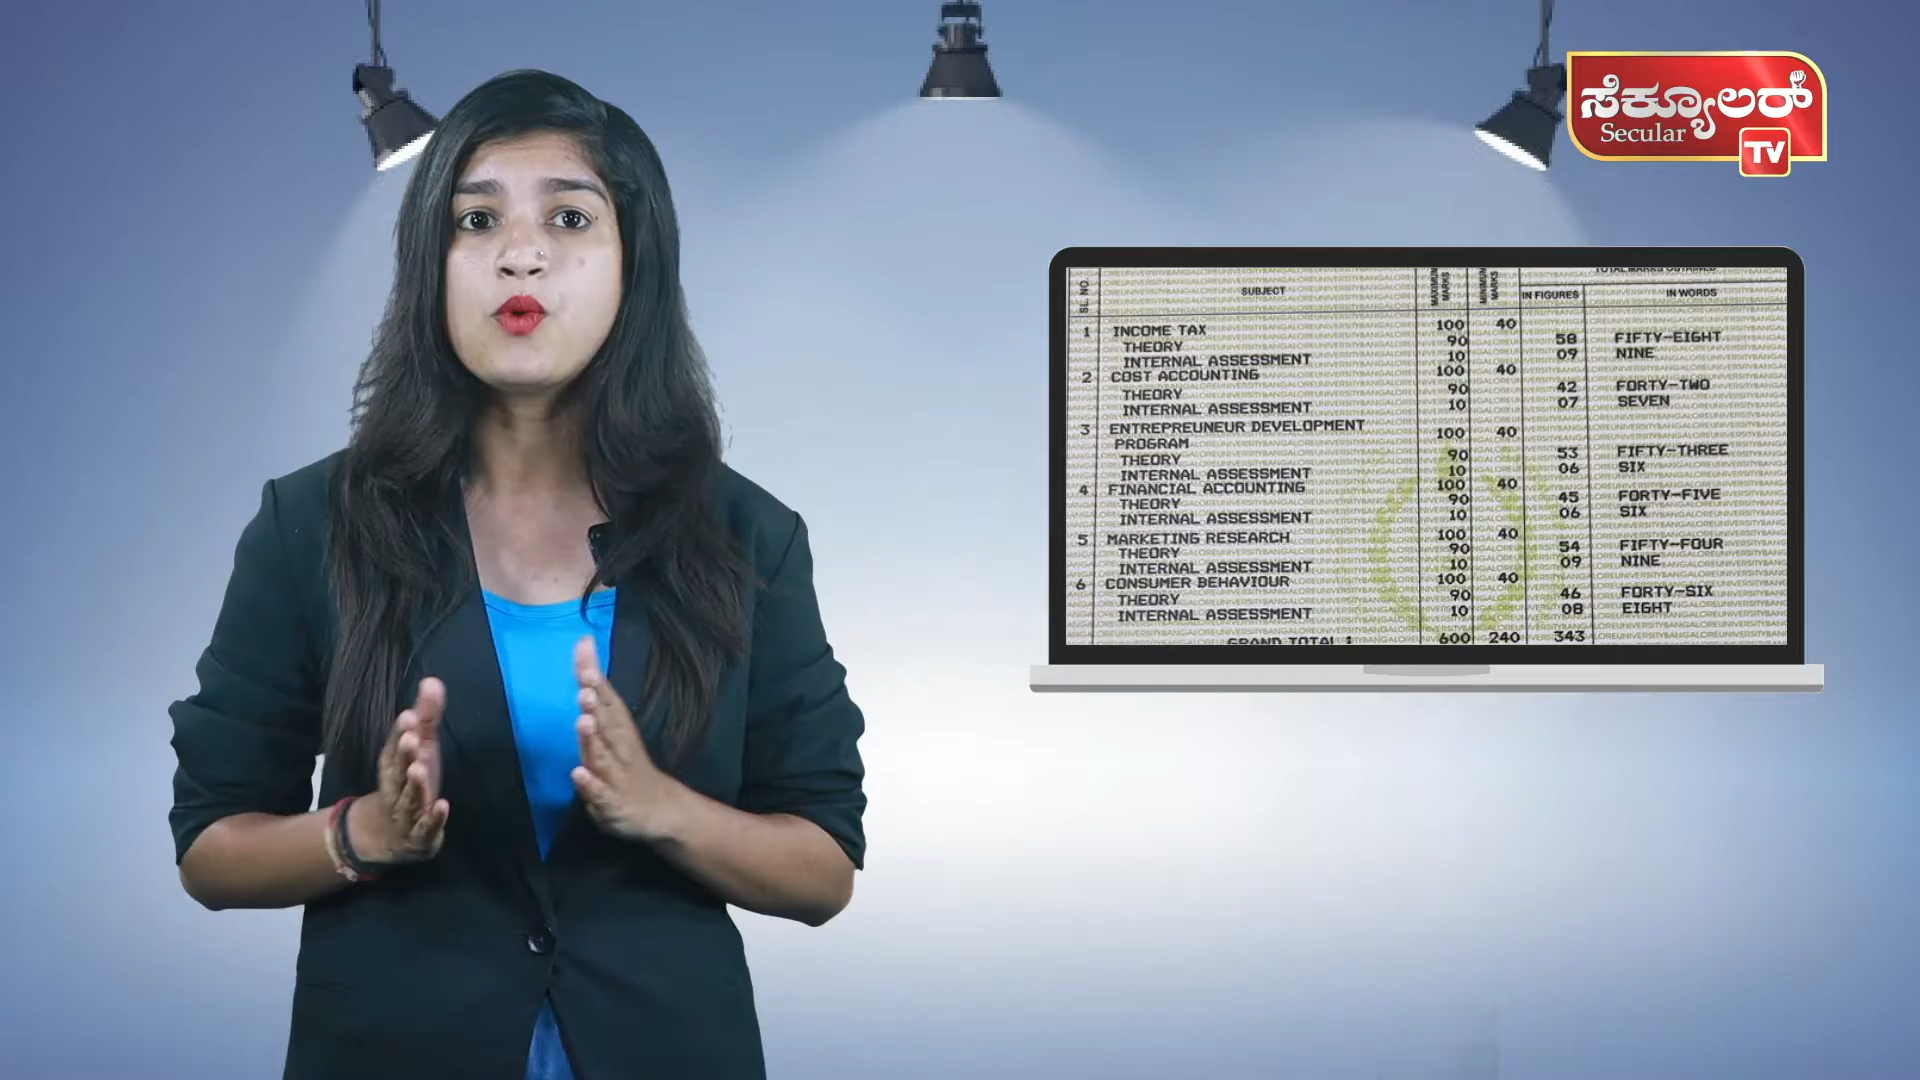 ಸೆಕ್ಯೂಲರ್
Secular
TV
TOTAL MARKS OBTAINED
SL. NO. SUBJECT MAXIMUM MARKS MINIMUM MARKS IN FIGURES IN WORDS
1 INCOME TAX 100 40
THEORY 90 58 FIFTY-EIGHT
INTERNAL ASSESSMENT 10 09 NINE
2 COST ACCOUNTING 100 40
THEORY 90 42 FORTY-TWO
INTERNAL ASSESSMENT 10 07 SEVEN
3 ENTREPRENEUR DEVELOPMENT 100 40
PROGRAM
THEORY 90 53 FIFTY-THREE
INTERNAL ASSESSMENT 10 06 SIX
4 FINANCIAL ACCOUNTING 100 40
THEORY 90 45 FORTY-FIVE
INTERNAL ASSESSMENT 10 06 SIX
5 MARKETING RESEARCH 100 40
THEORY 90 54 FIFTY-FOUR
INTERNAL ASSESSMENT 10 09 NINE
6 CONSUMER BEHAVIOUR 100 40
THEORY 90 46 FORTY-SIX
INTERNAL ASSESSMENT 10 08 EIGHT
GRAND TOTAL : 600 240 343